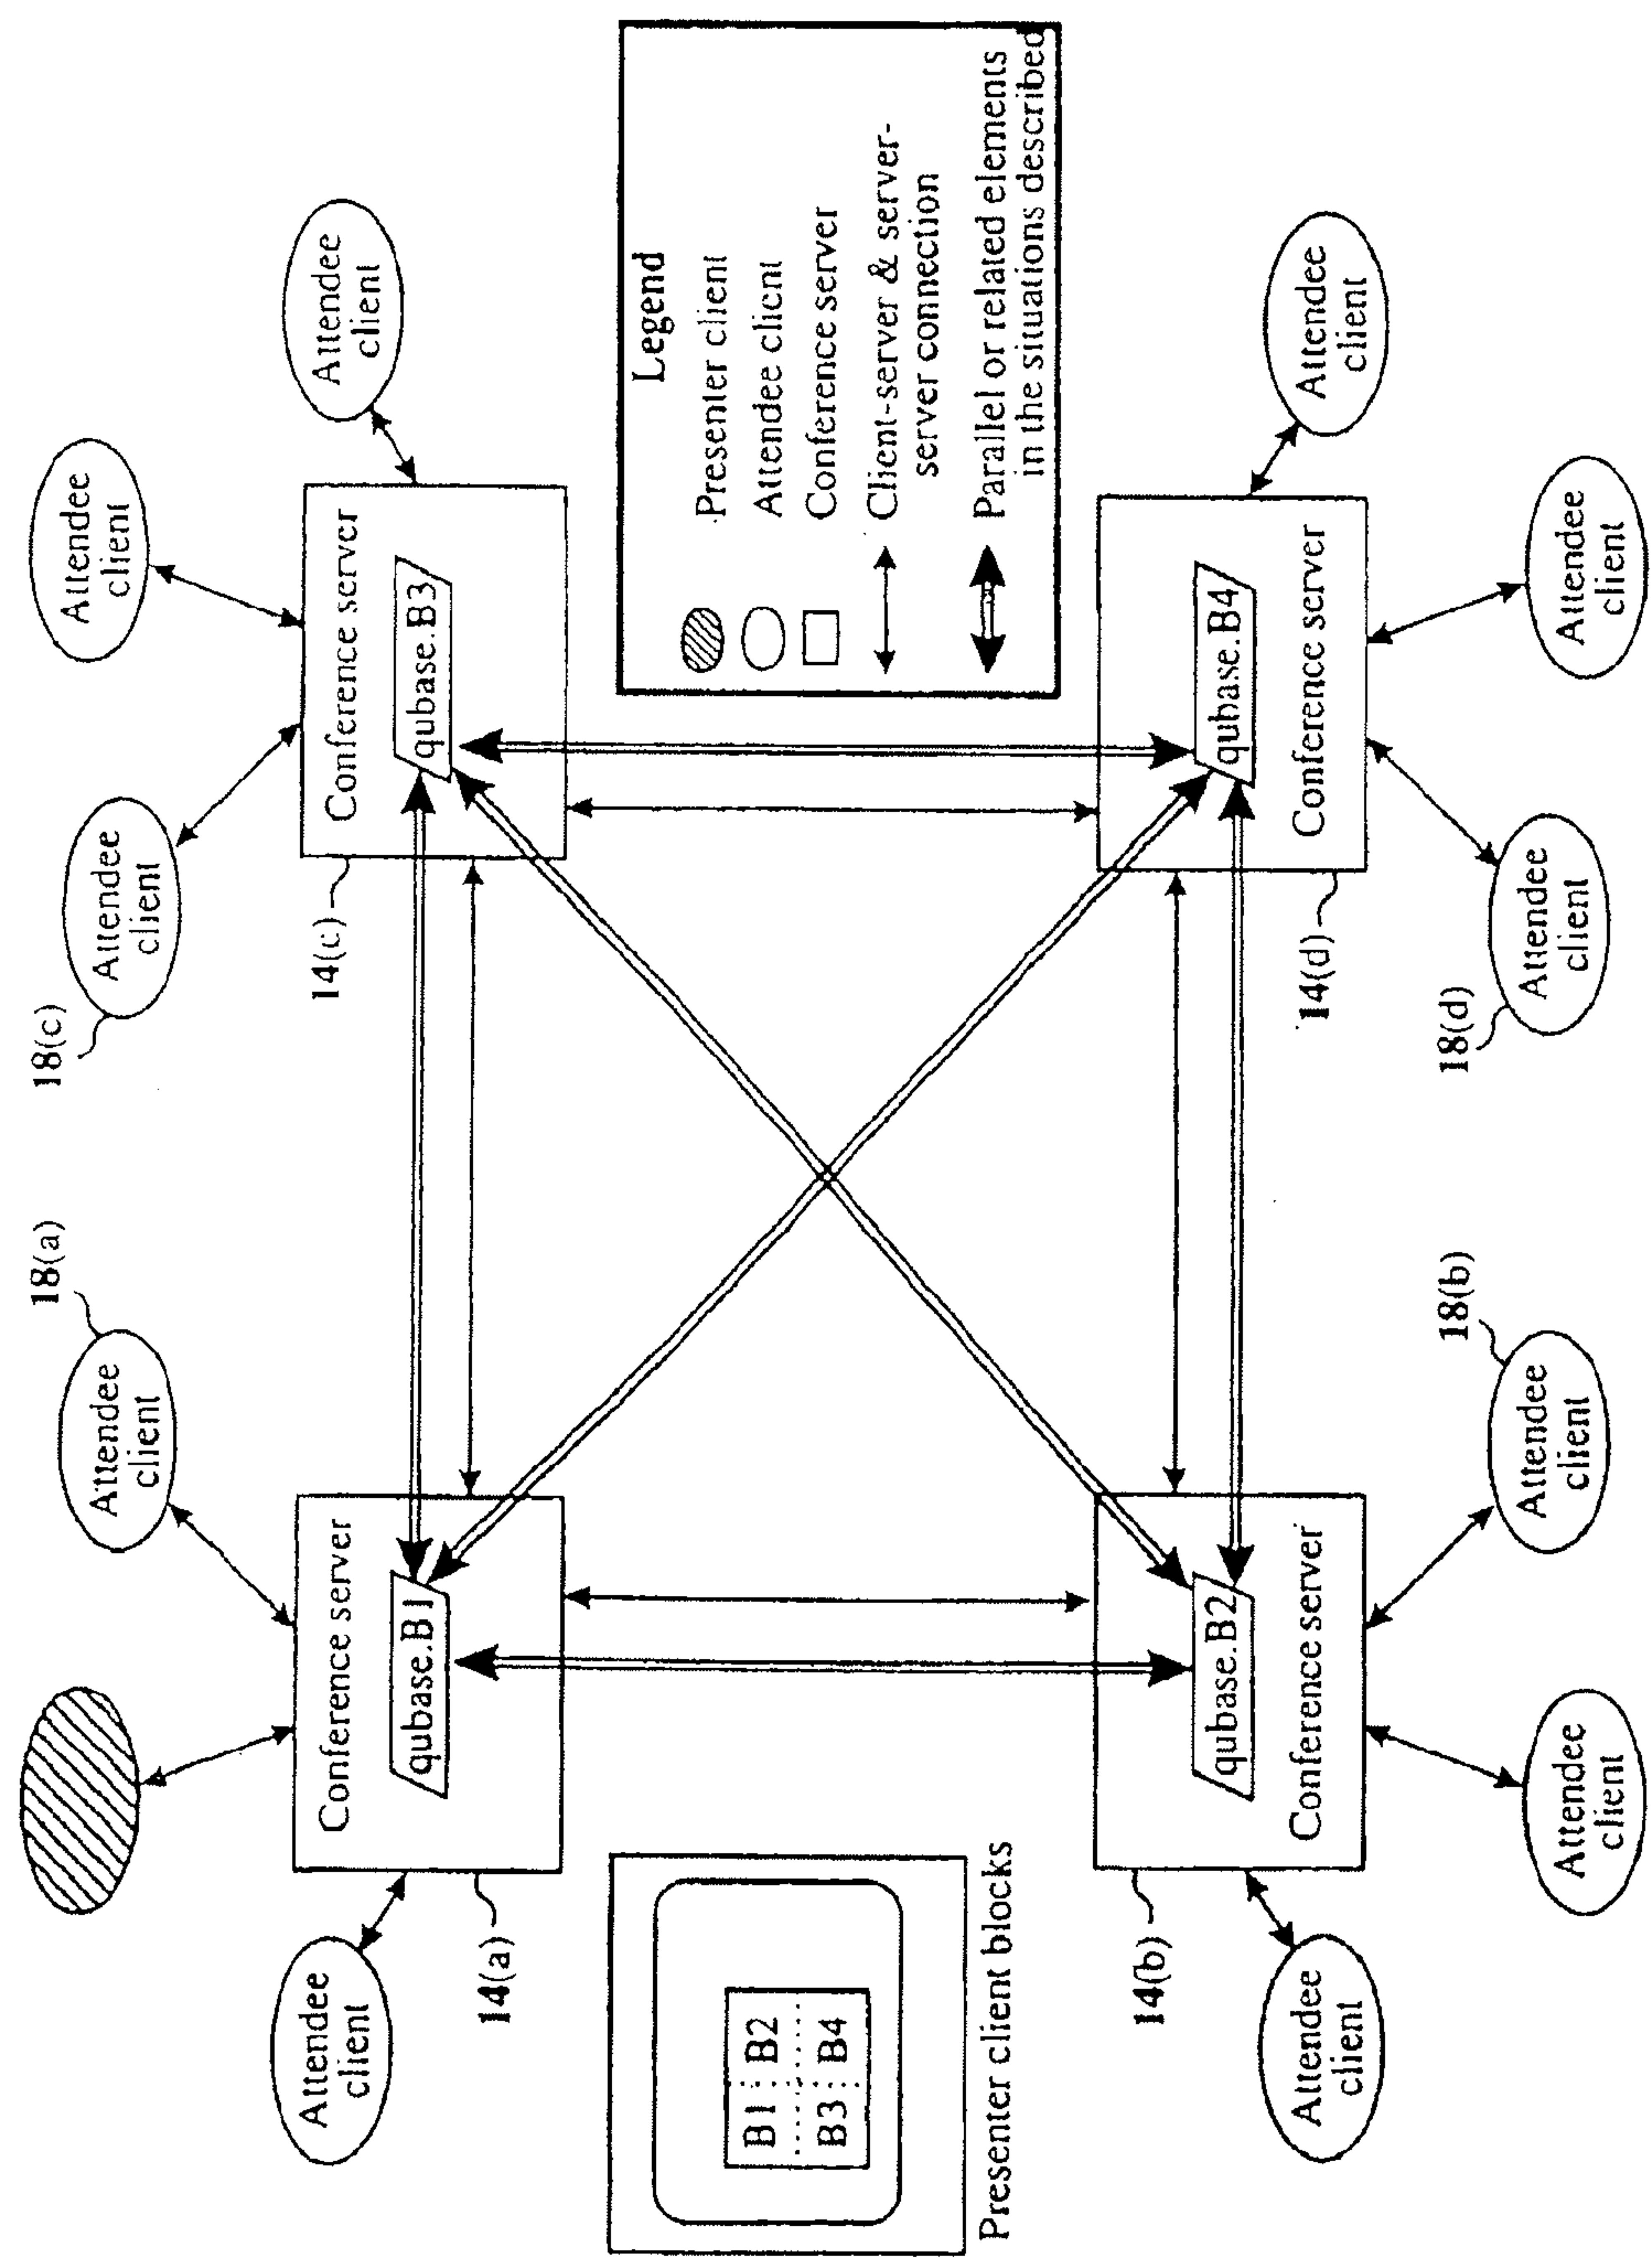 18(a)
18(c)
Attendee
client
Attendee
client
Attendee
client
Attendee
client
Attendee
client
Conference server
qubase.B1
14(a)
Conference server
qubase.B3
14(c)
Presenter client blocks
B1 B2
B3 B4
Legend
Presenter client
Attendee client
Conference server
Client-server & server-
server connection
Parallel or related elements
in the situations described
qubase.B2
Conference server
14(b)
qubase.B4
Conference server
14(d)
Attendee
client
Attendee
client
Attendee
client
Attendee
client
Attendee
client
Attendee
client
18(b)
18(d)